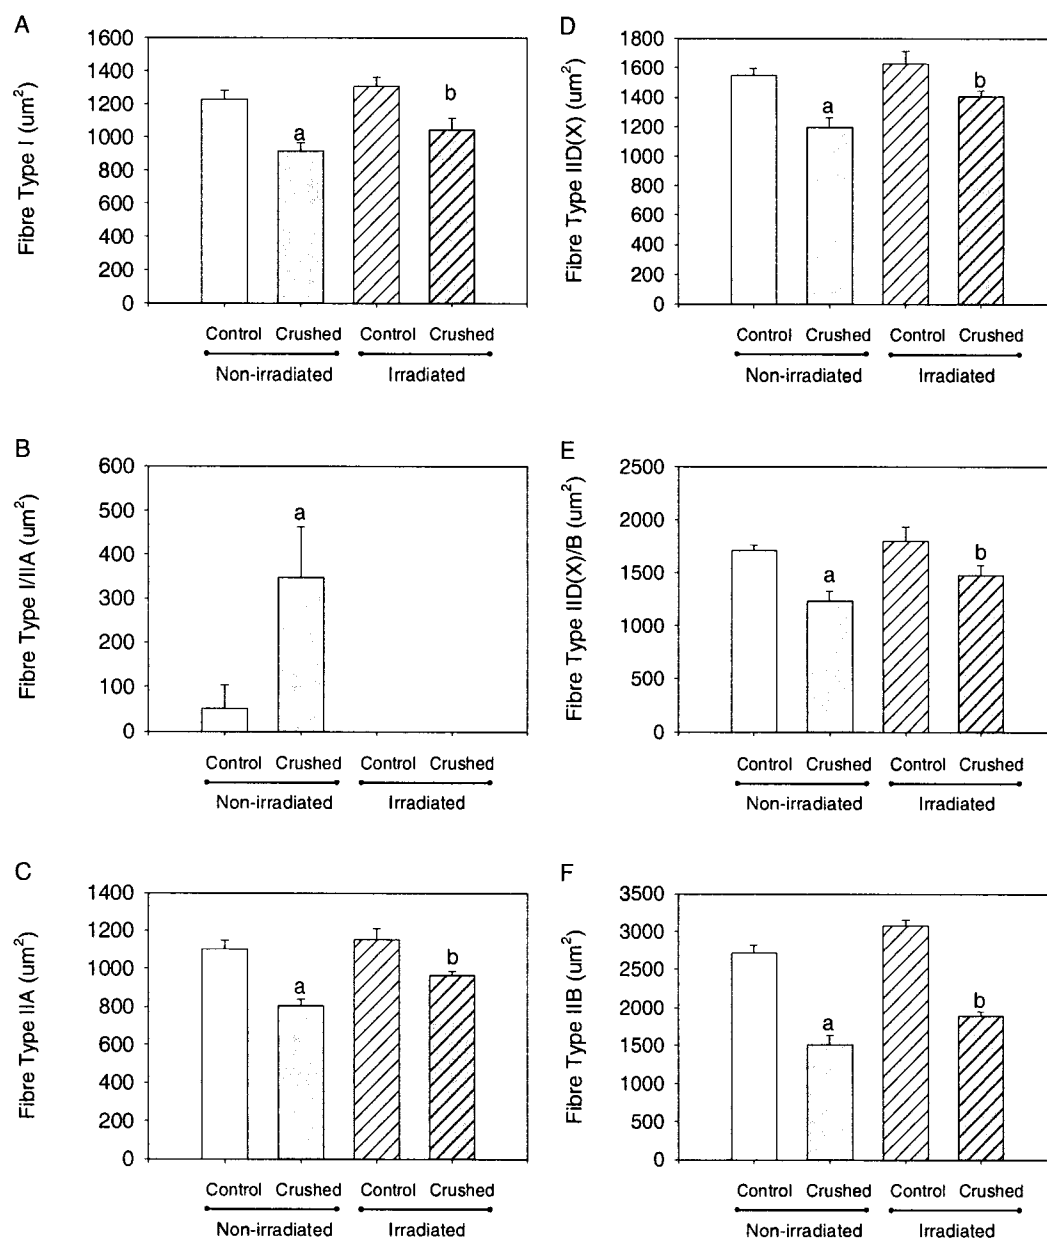 A
Fibre Type I (um²)
1600
1400
1200
1000
800
600
400
200
0
a
b
Control Crushed Control Crushed
Non-irradiated Irradiated
B
Fibre Type I/IIA (um²)
600
500
400
300
200
100
0
a
Control Crushed Control Crushed
Non-irradiated Irradiated
C
Fibre Type IIA (um²)
1400
1200
1000
800
600
400
200
0
a
b
Control Crushed Control Crushed
Non-irradiated Irradiated
D
Fibre Type IID(X) (um²)
1800
1600
1400
1200
1000
800
600
400
200
0
a
b
Control Crushed Control Crushed
Non-irradiated Irradiated
E
Fibre Type IID(X)/B (um²)
2500
2000
1500
1000
500
0
a
b
Control Crushed Control Crushed
Non-irradiated Irradiated
F
Fibre Type IIB (um²)
3500
3000
2500
2000
1500
1000
500
0
a
b
Control Crushed Control Crushed
Non-irradiated Irradiated